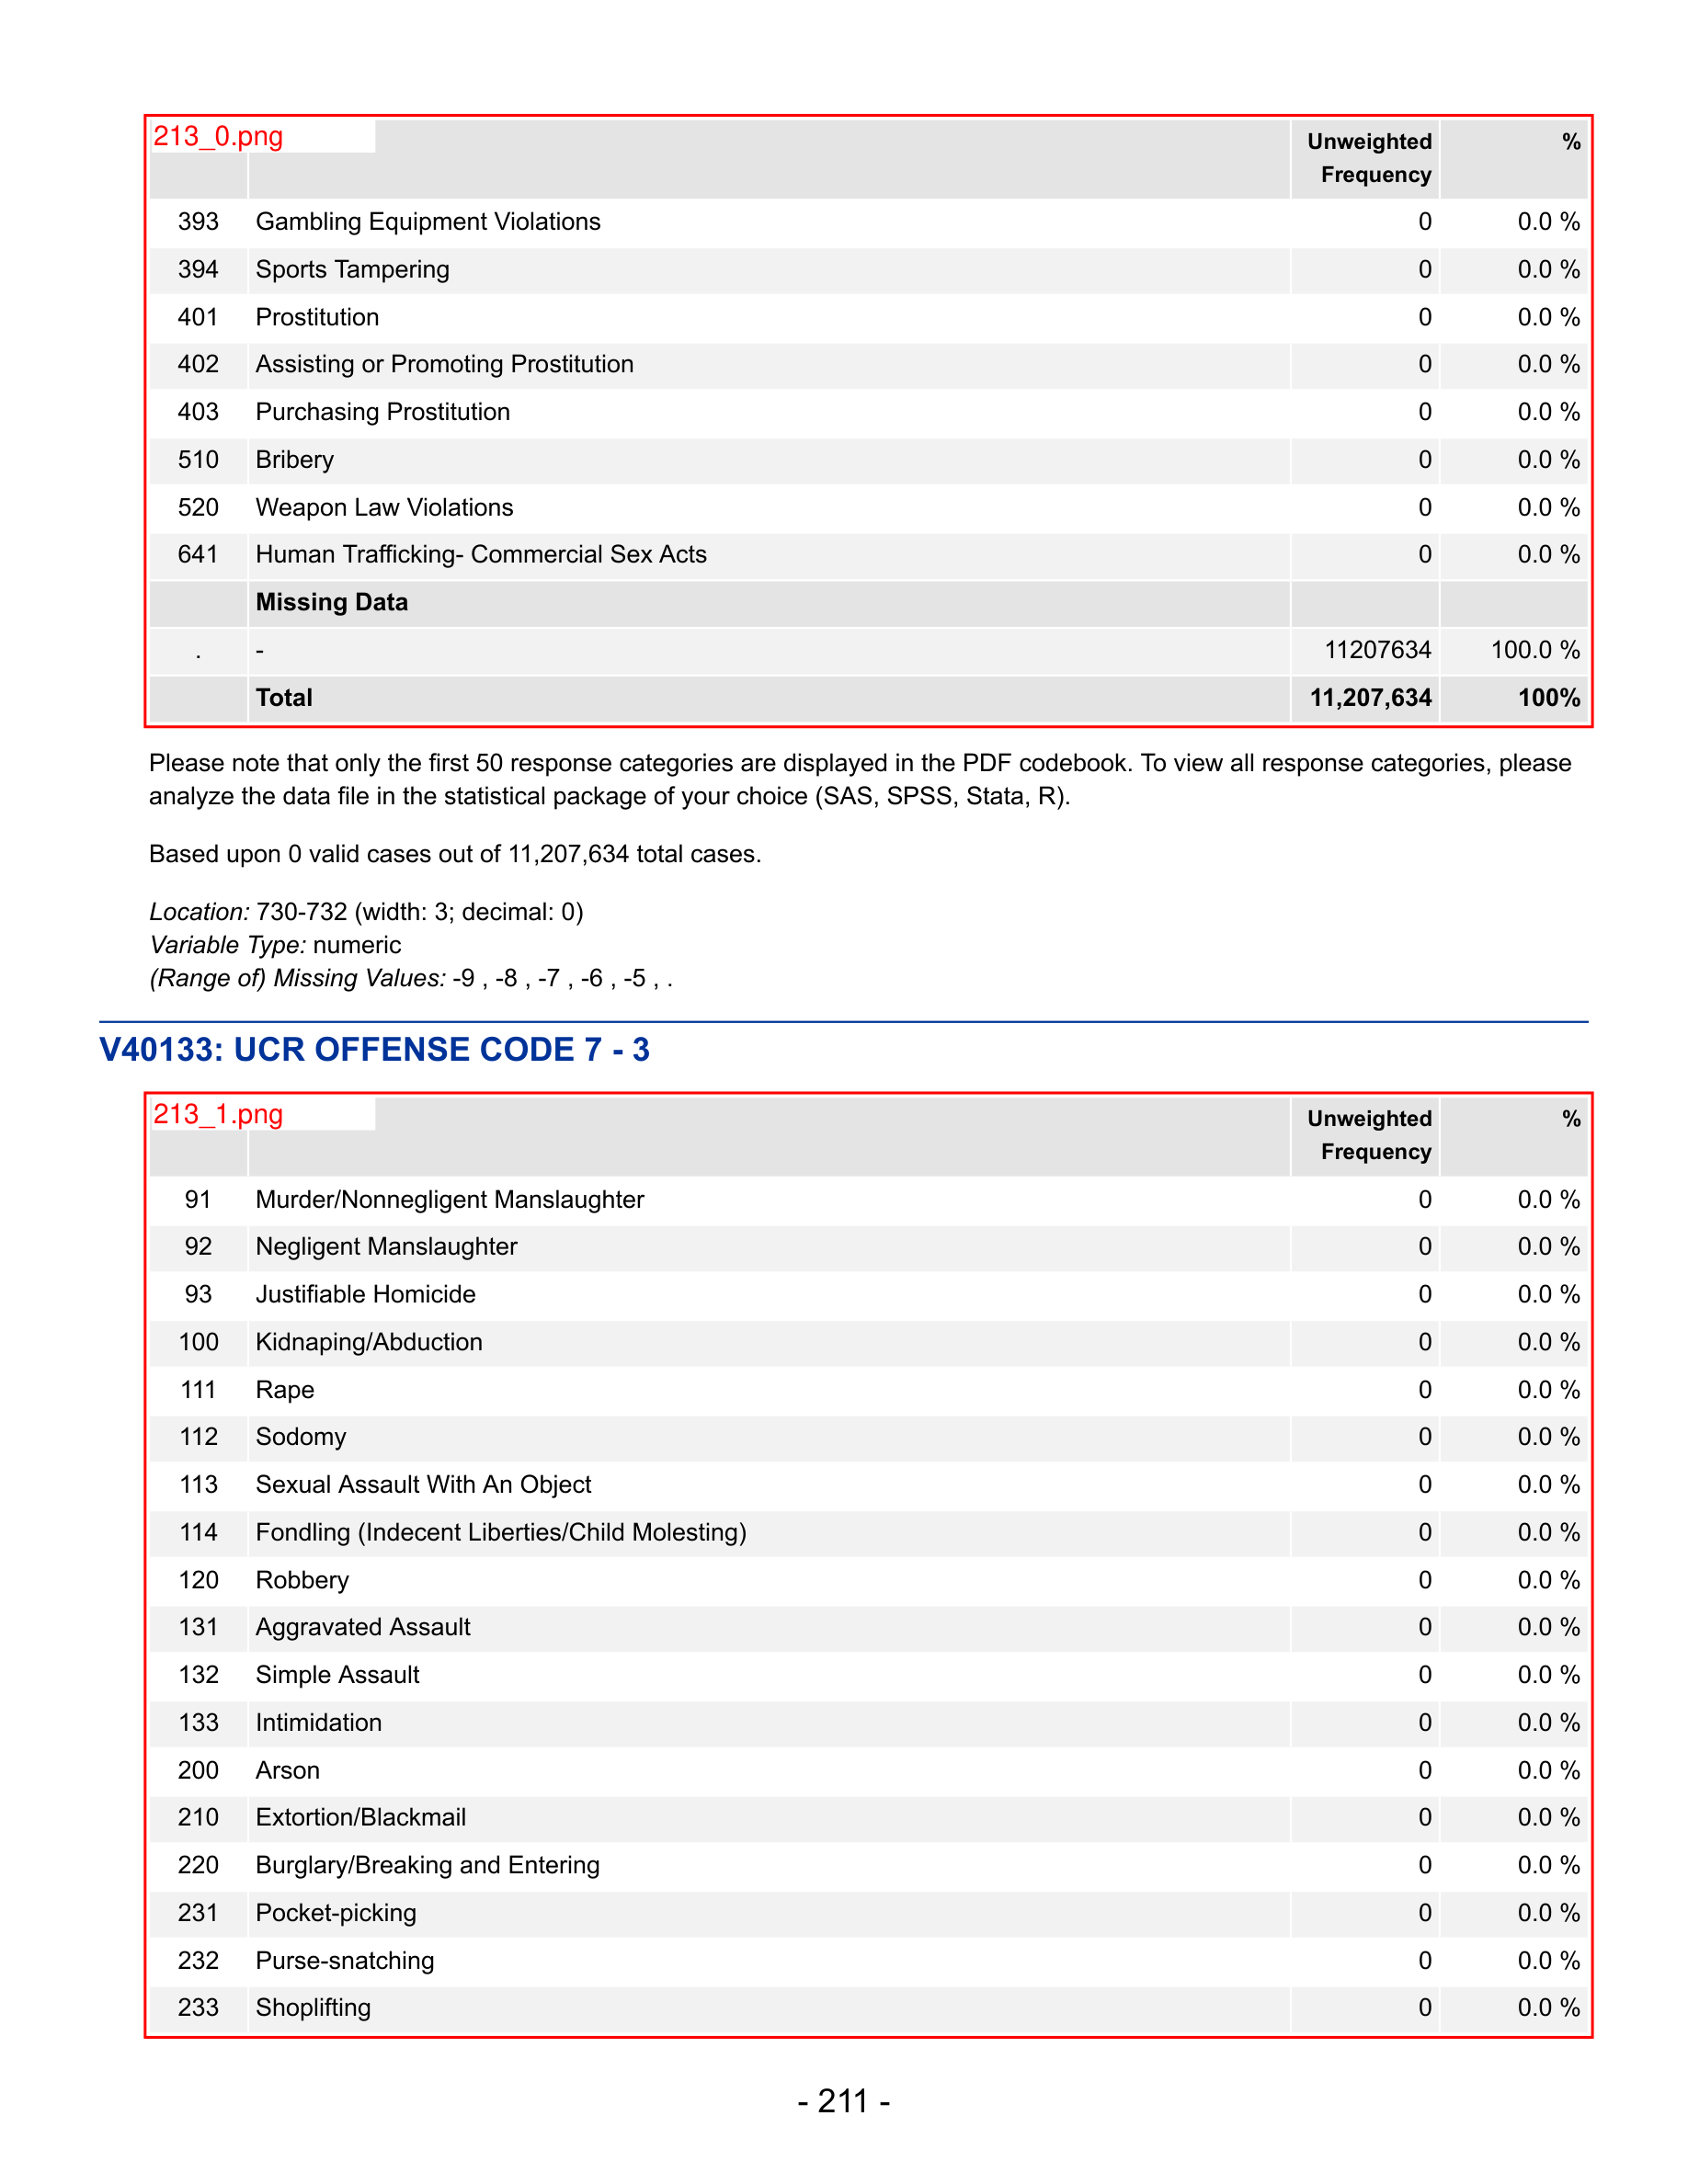 213_0.png
Unweighted Frequency %
393 Gambling Equipment Violations 0 0.0 %
394 Sports Tampering 0 0.0 %
401 Prostitution 0 0.0 %
402 Assisting or Promoting Prostitution 0 0.0 %
403 Purchasing Prostitution 0 0.0 %
510 Bribery 0 0.0 %
520 Weapon Law Violations 0 0.0 %
641 Human Trafficking- Commercial Sex Acts 0 0.0 %
Missing Data
. - 11207634 100.0 %
Total 11,207,634 100%
Please note that only the first 50 response categories are displayed in the PDF codebook. To view all response categories, please
analyze the data file in the statistical package of your choice (SAS, SPSS, Stata, R).
Based upon 0 valid cases out of 11,207,634 total cases.
Location: 730-732 (width: 3; decimal: 0)
Variable Type: numeric
(Range of) Missing Values: -9 , -8 , -7 , -6 , -5 , .
V40133: UCR OFFENSE CODE 7 - 3
213_1.png
Unweighted Frequency %
91 Murder/Nonnegligent Manslaughter 0 0.0 %
92 Negligent Manslaughter 0 0.0 %
93 Justifiable Homicide 0 0.0 %
100 Kidnaping/Abduction 0 0.0 %
111 Rape 0 0.0 %
112 Sodomy 0 0.0 %
113 Sexual Assault With An Object 0 0.0 %
114 Fondling (Indecent Liberties/Child Molesting) 0 0.0 %
120 Robbery 0 0.0 %
131 Aggravated Assault 0 0.0 %
132 Simple Assault 0 0.0 %
133 Intimidation 0 0.0 %
200 Arson 0 0.0 %
210 Extortion/Blackmail 0 0.0 %
220 Burglary/Breaking and Entering 0 0.0 %
231 Pocket-picking 0 0.0 %
232 Purse-snatching 0 0.0 %
233 Shoplifting 0 0.0 %
- 211 -